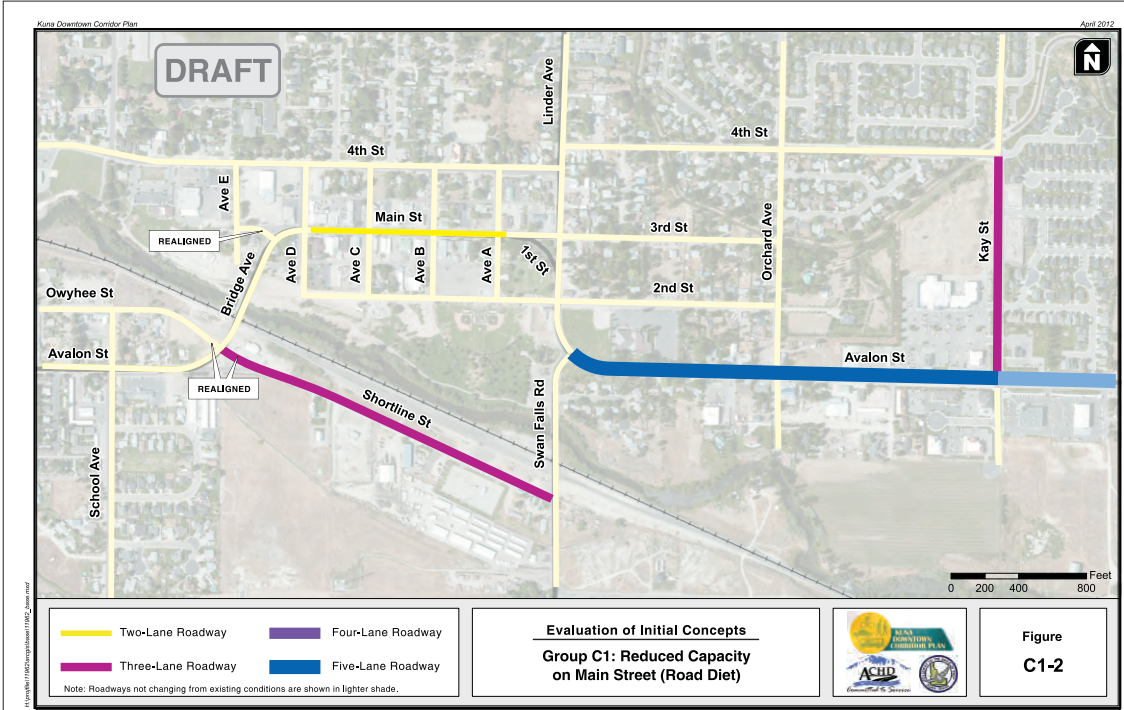 Kuna Downtown Corridor Plan
April 2012
DRAFT
N
Linder Ave
4th St
4th St
Ave E
Main St
3rd St
REALIGNED
Ave D
Ave C
Ave B
Ave A
1st St
Orchard Ave
Kay St
Bridge Ave
Owyhee St
2nd St
Avalon St
Avalon St
REALIGNED
Shortline St
Swan Falls Rd
School Ave
Feet
0 200 400 800
Two-Lane Roadway
Four-Lane Roadway
Three-Lane Roadway
Five-Lane Roadway
Note: Roadways not changing from existing conditions are shown in lighter shade.
Evaluation of Initial Concepts
Group C1: Reduced Capacity
on Main Street (Road Diet)
KUNA
DOWNTOWN
CORRIDOR PLAN
ACHD
Committed to Service
Figure
C1-2